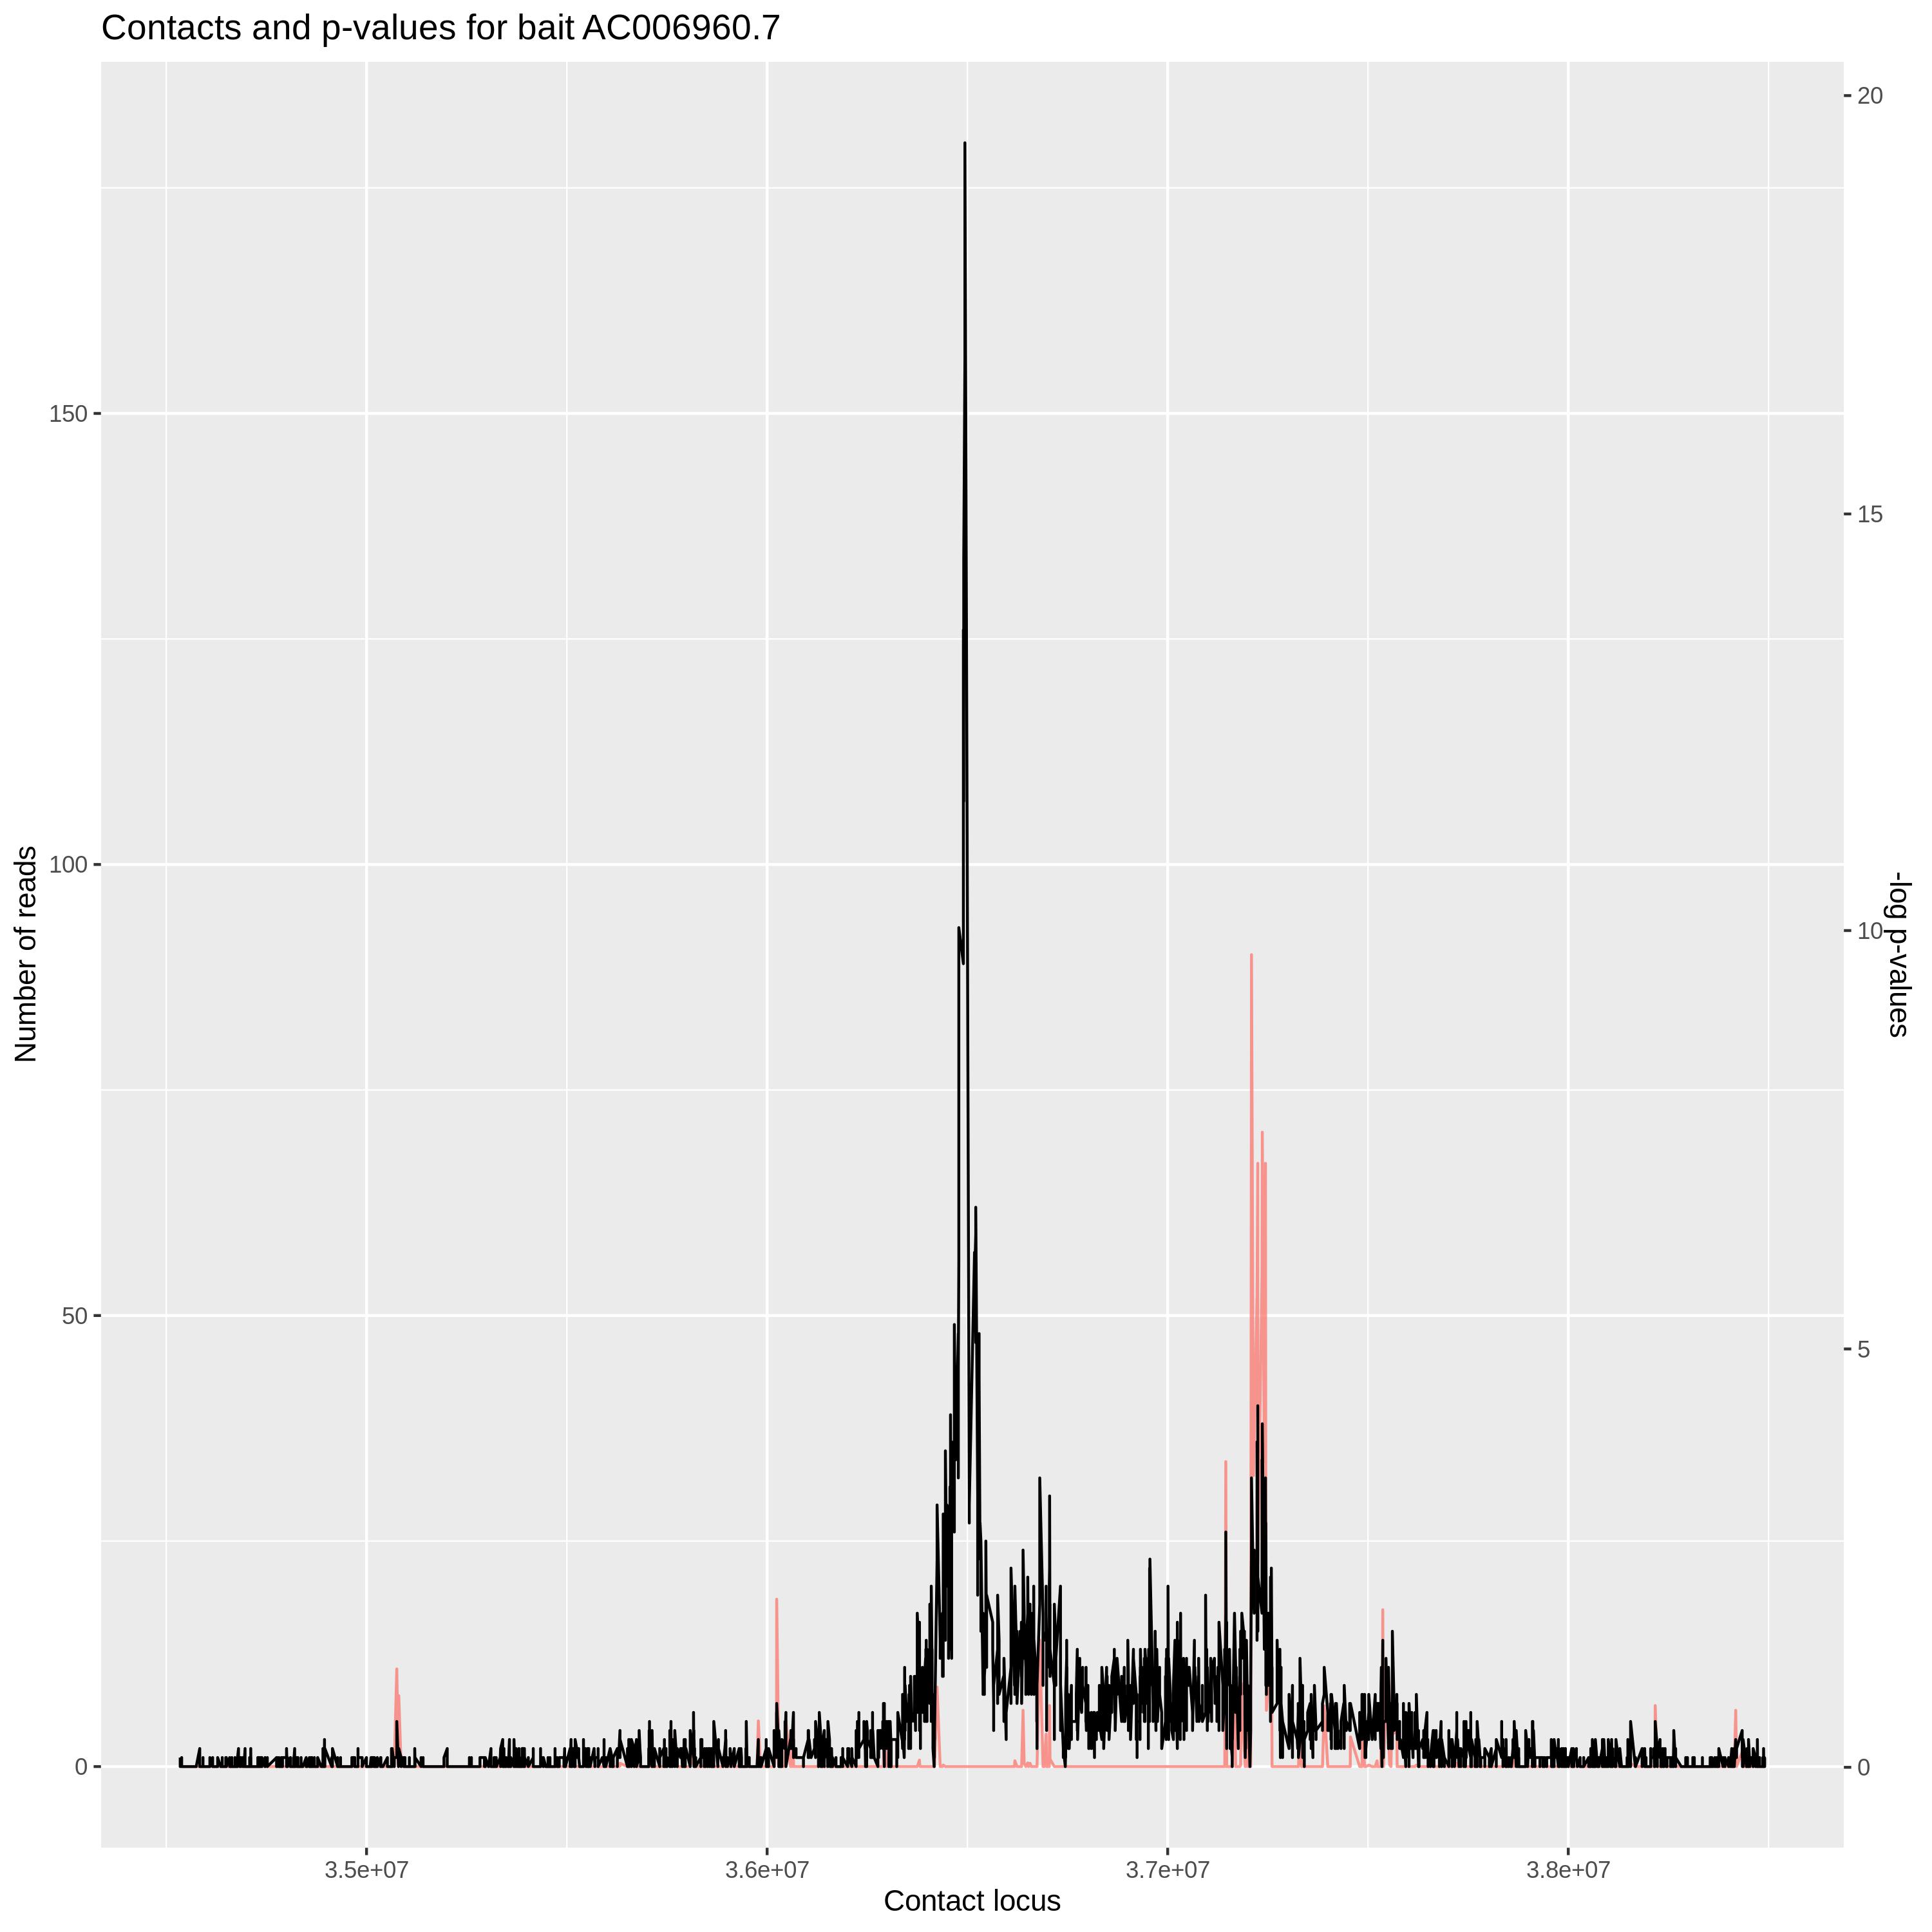 Contacts and p-values for bait AC006960.7
20
150
15
100
10
50
5
0
0
Number of reads
-log p-values
3.5e+07
3.6e+07
3.7e+07
3.8e+07
Contact locus